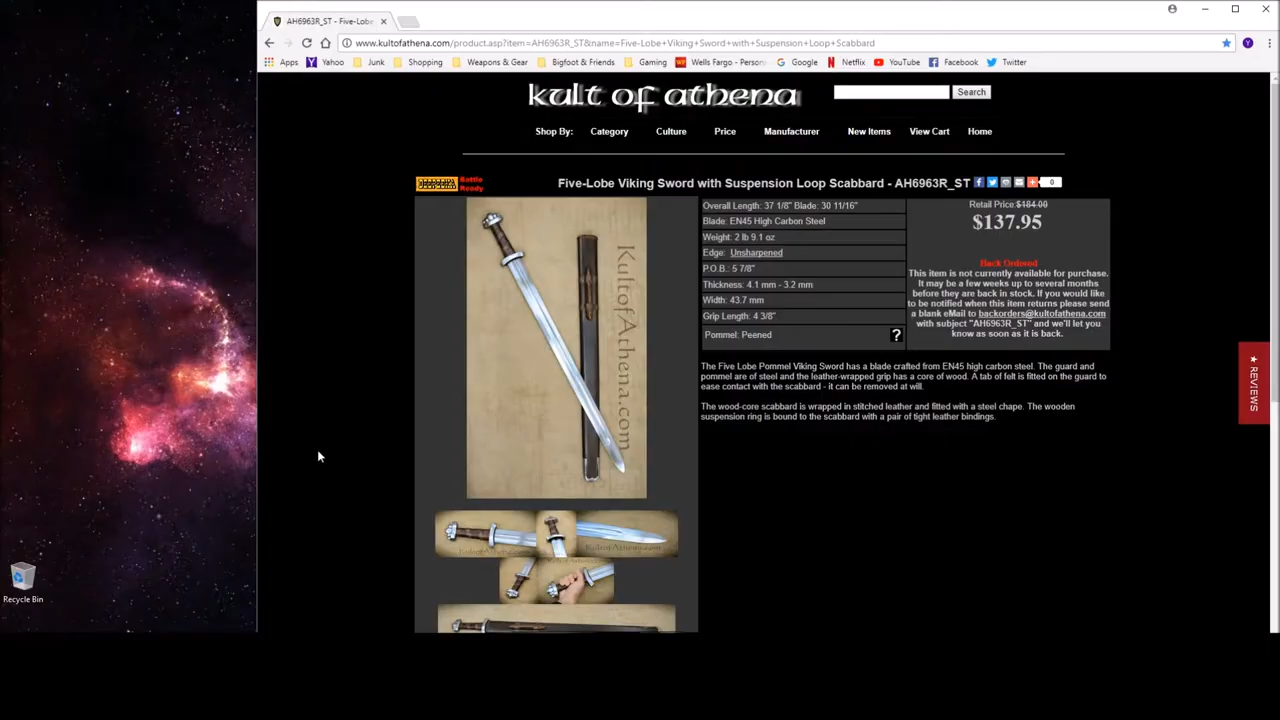 AH6963R_ST - Five-Lobe
www.kultofathena.com/product.asp?item=AH6963R_ST&name=Five-Lobe+Viking+Sword+with+Suspension+Loop+Scabbard
Apps Yahoo Junk Shopping Weapons & Gear Bigfoot & Friends Gaming Wells Fargo - Person Google Netflix YouTube Facebook Twitter
kult of athena
Search
Shop By: Category Culture Price Manufacturer New Items View Cart Home
Battle
Ready
Five-Lobe Viking Sword with Suspension Loop Scabbard - AH6963R_ST
0
Overall Length: 37 1/8" Blade: 30 11/16"
Blade: EN45 High Carbon Steel
Weight: 2 lb 9.1 oz
Edge: Unsharpened
P.O.B.: 5 7/8"
Thickness: 4.1 mm - 3.2 mm
Width: 43.7 mm
Grip Length: 4 3/8"
Pommel: Peened
?
Retail Price:$184.00
$137.95
Back Ordered
This item is not currently available for purchase.
It may be a few weeks up to several months
before they are back in stock. If you would like
to be notified when this item returns please send
a blank eMail to backorders@kultofathena.com
with subject "AH6963R_ST" and we'll let you
know as soon as it is back.
The Five Lobe Pommel Viking Sword has a blade crafted from EN45 high carbon steel. The guard and
pommel are of steel and the leather-wrapped grip has a core of wood. A tab of felt is fitted on the guard to
ease contact with the scabbard - it can be removed at will.
The wood-core scabbard is wrapped in stitched leather and fitted with a steel chape. The wooden
suspension ring is bound to the scabbard with a pair of tight leather bindings.
KultofAthena.com
KultofAthena.com
★ REVIEWS
Recycle Bin